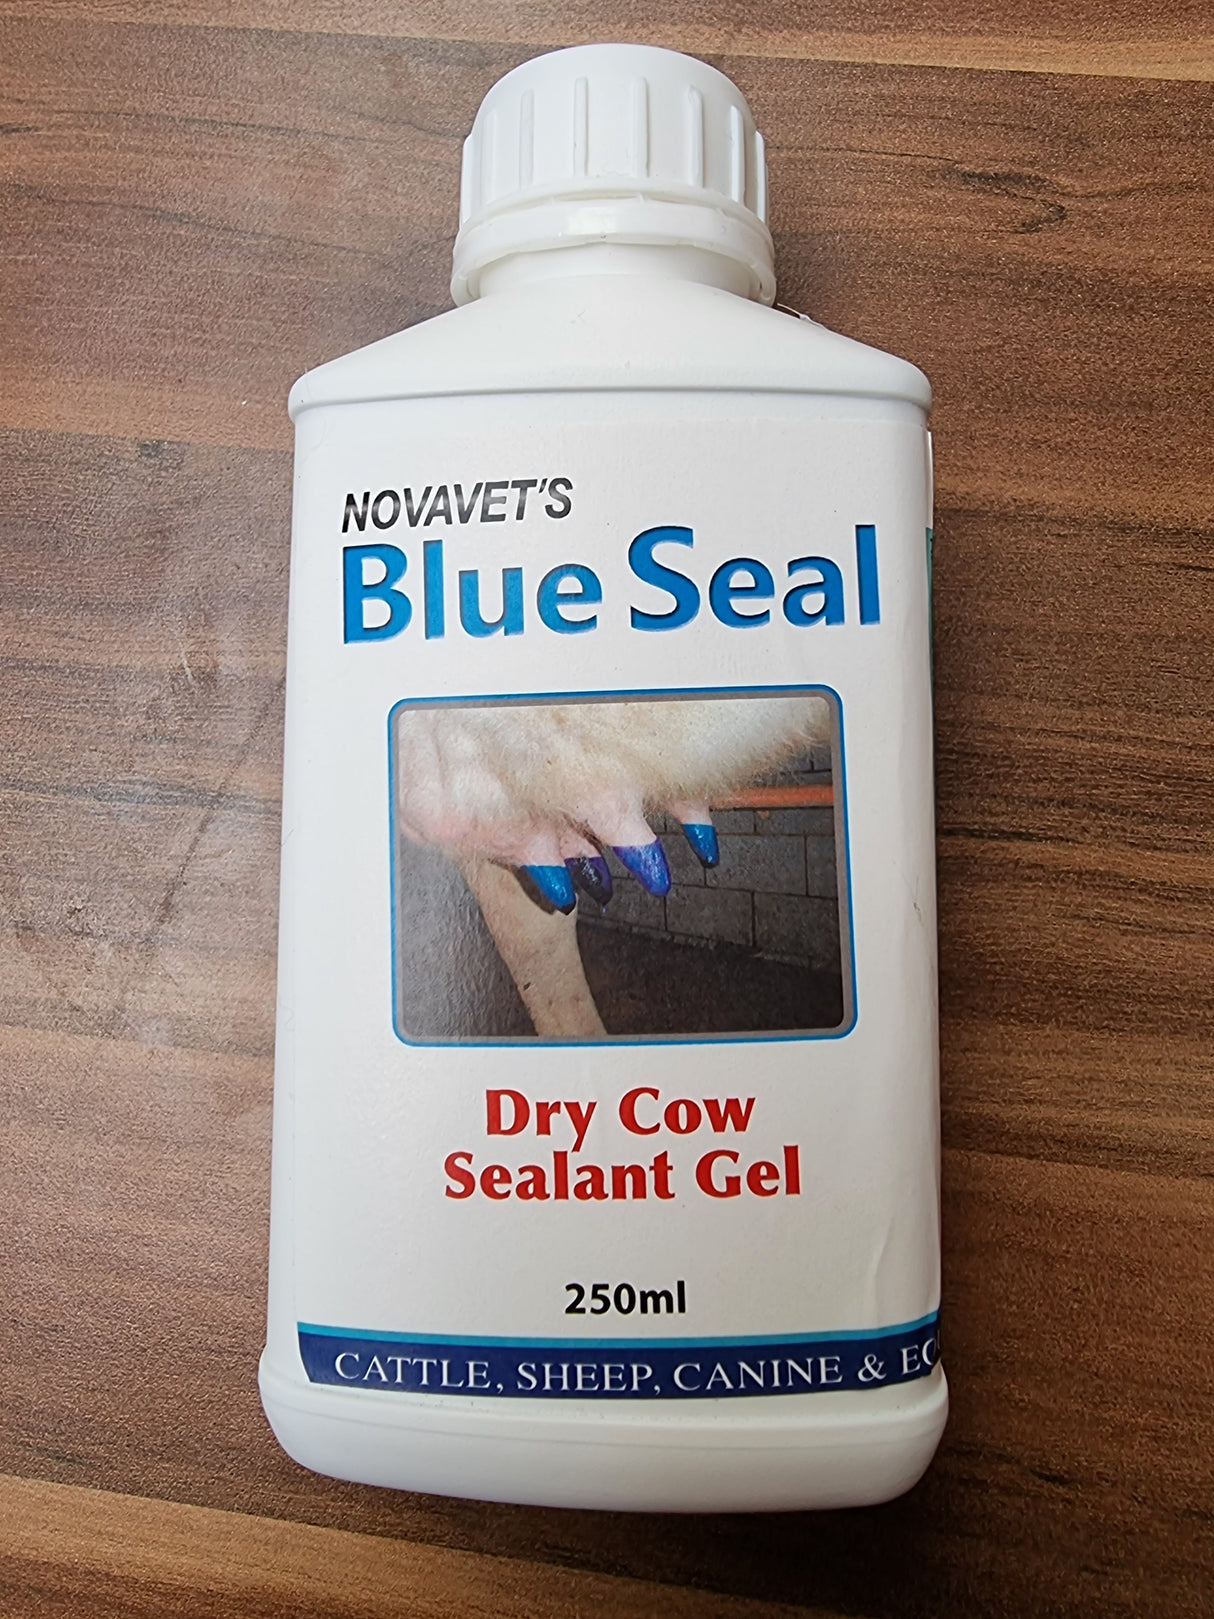 NOVAVET'S
Blue Seal
Dry Cow
Sealant Gel
250ml
CATTLE, SHEEP, CANINE &